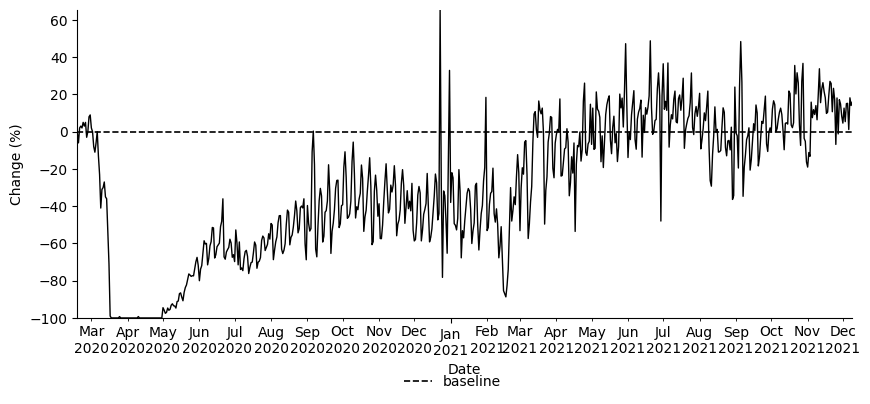 60
40
20
0
−20
−40
−60
−80
−100
Change (%)
Mar Apr May Jun Jul Aug Sep Oct Nov Dec Jan Feb Mar Apr May Jun Jul Aug Sep Oct Nov Dec
2020 2020 2020 2020 2020 2020 2020 2020 2020 2020 2021 2021 2021 2021 2021 2021 2021 2021 2021 2021 2021 2021
Date
baseline